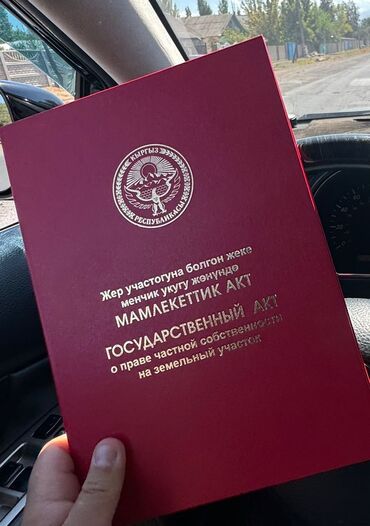 КЫРГЫЗ
РЕСПУБЛИКАСЫ
Жер участогуна болгон жеке
менчик укугу жөнүндө
МАМЛЕКЕТТИК АКТ
ГОСУДАРСТВЕННЫЙ АКТ
о праве частной собственности
на земельный участок